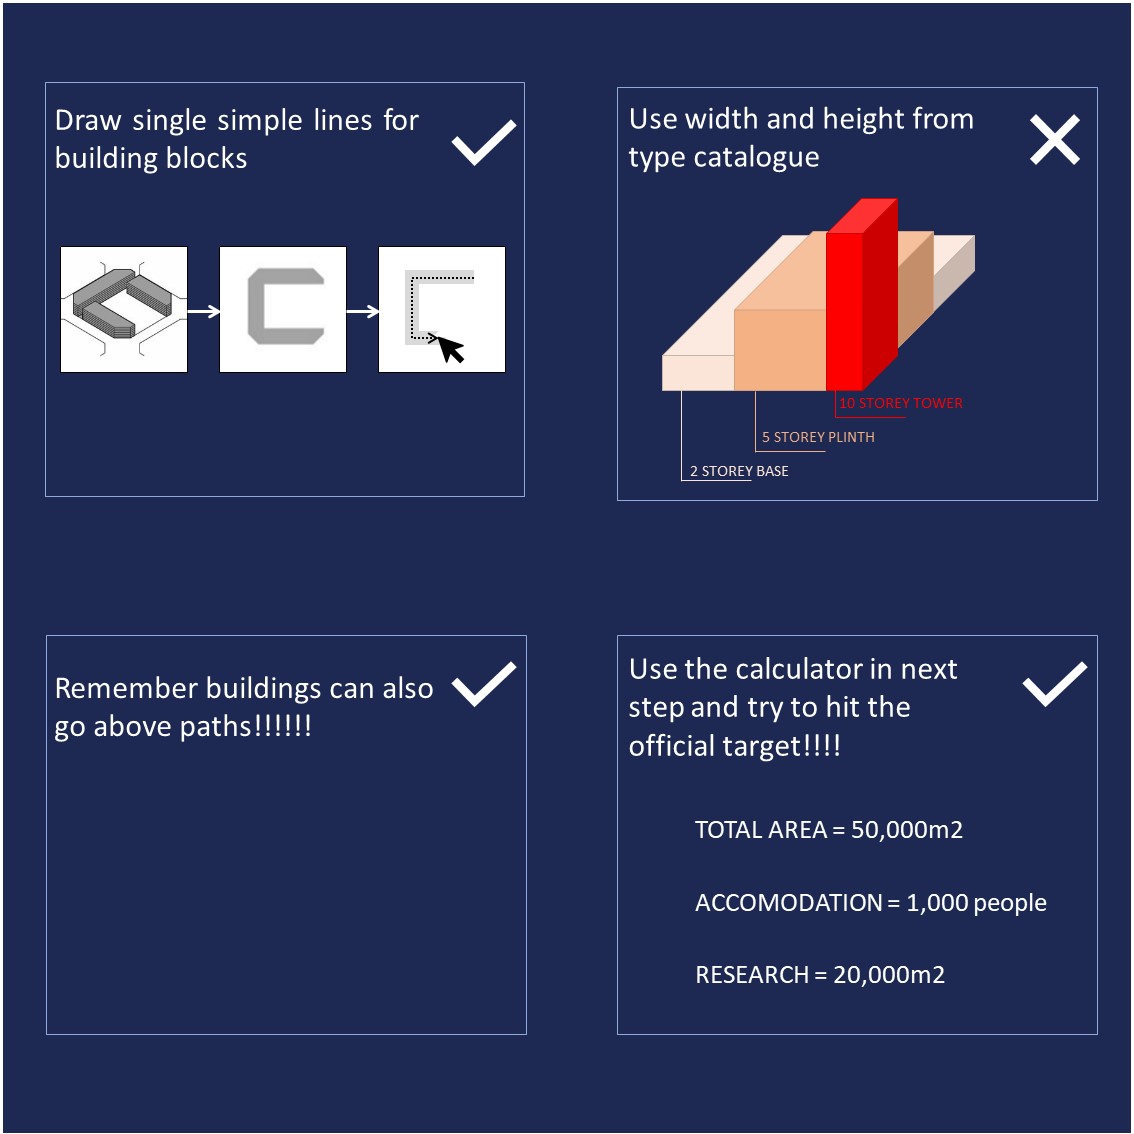 Draw single simple lines for
building blocks
Use width and height from
type catalogue
10 STOREY TOWER
5 STOREY PLINTH
2 STOREY BASE
Remember buildings can also
go above paths!!!!!!
Use the calculator in next
step and try to hit the
official target!!!!
TOTAL AREA = 50,000m2
ACCOMODATION = 1,000 people
RESEARCH = 20,000m2